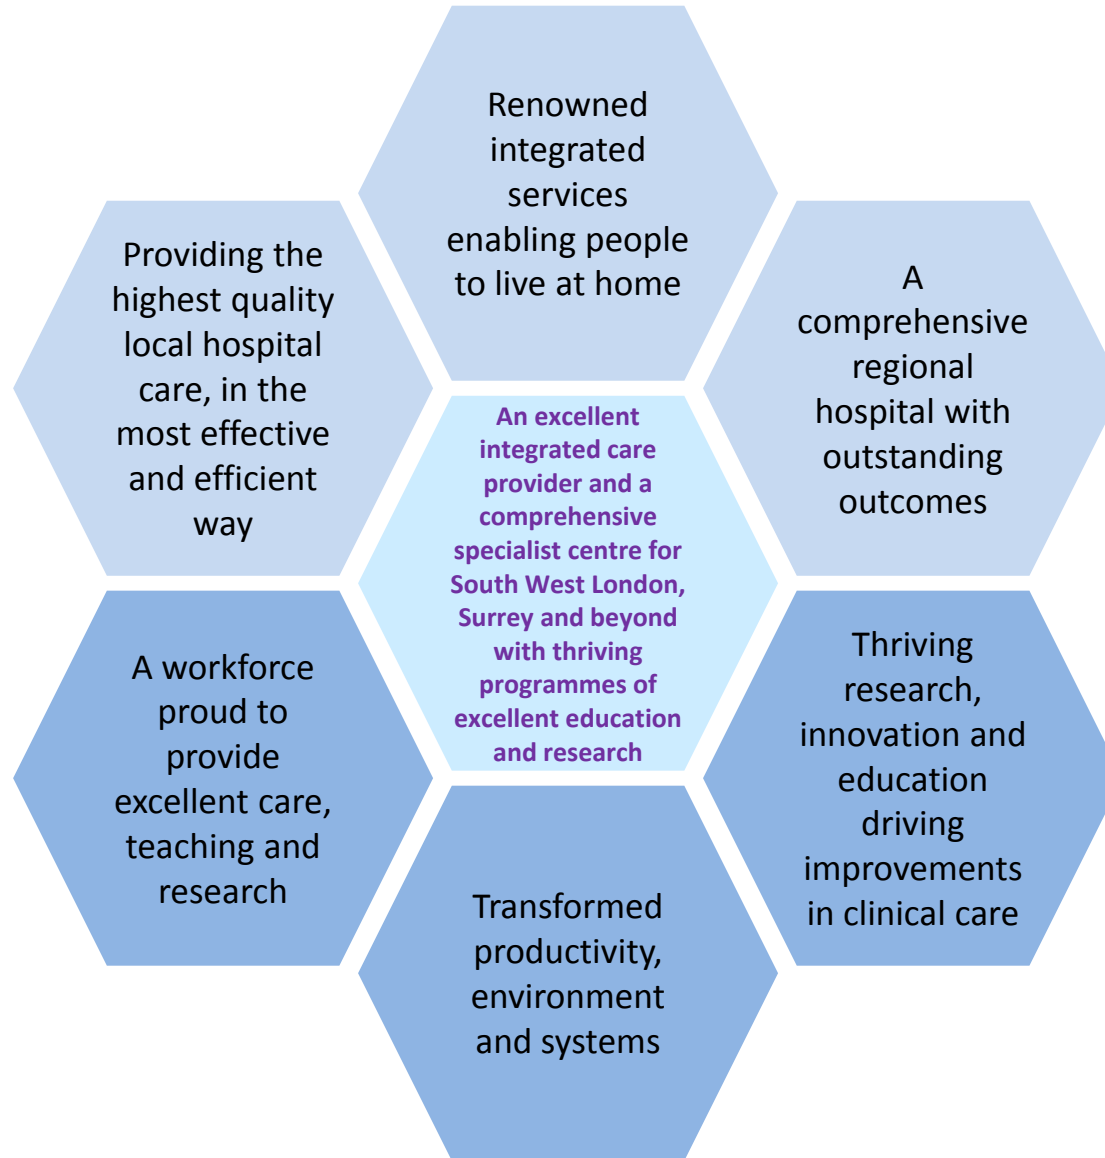 Renowned
integrated
services
enabling people
to live at home
Providing the
highest quality
local hospital
care, in the
most effective
and efficient
way
A
comprehensive
regional
hospital with
outstanding
outcomes
An excellent
integrated care
provider and a
comprehensive
specialist centre for
South West London,
Surrey and beyond
with thriving
programmes of
excellent education
and research
A workforce
proud to
provide
excellent care,
teaching and
research
Thriving
research,
innovation and
education
driving
improvements
in clinical care
Transformed
productivity,
environment
and systems